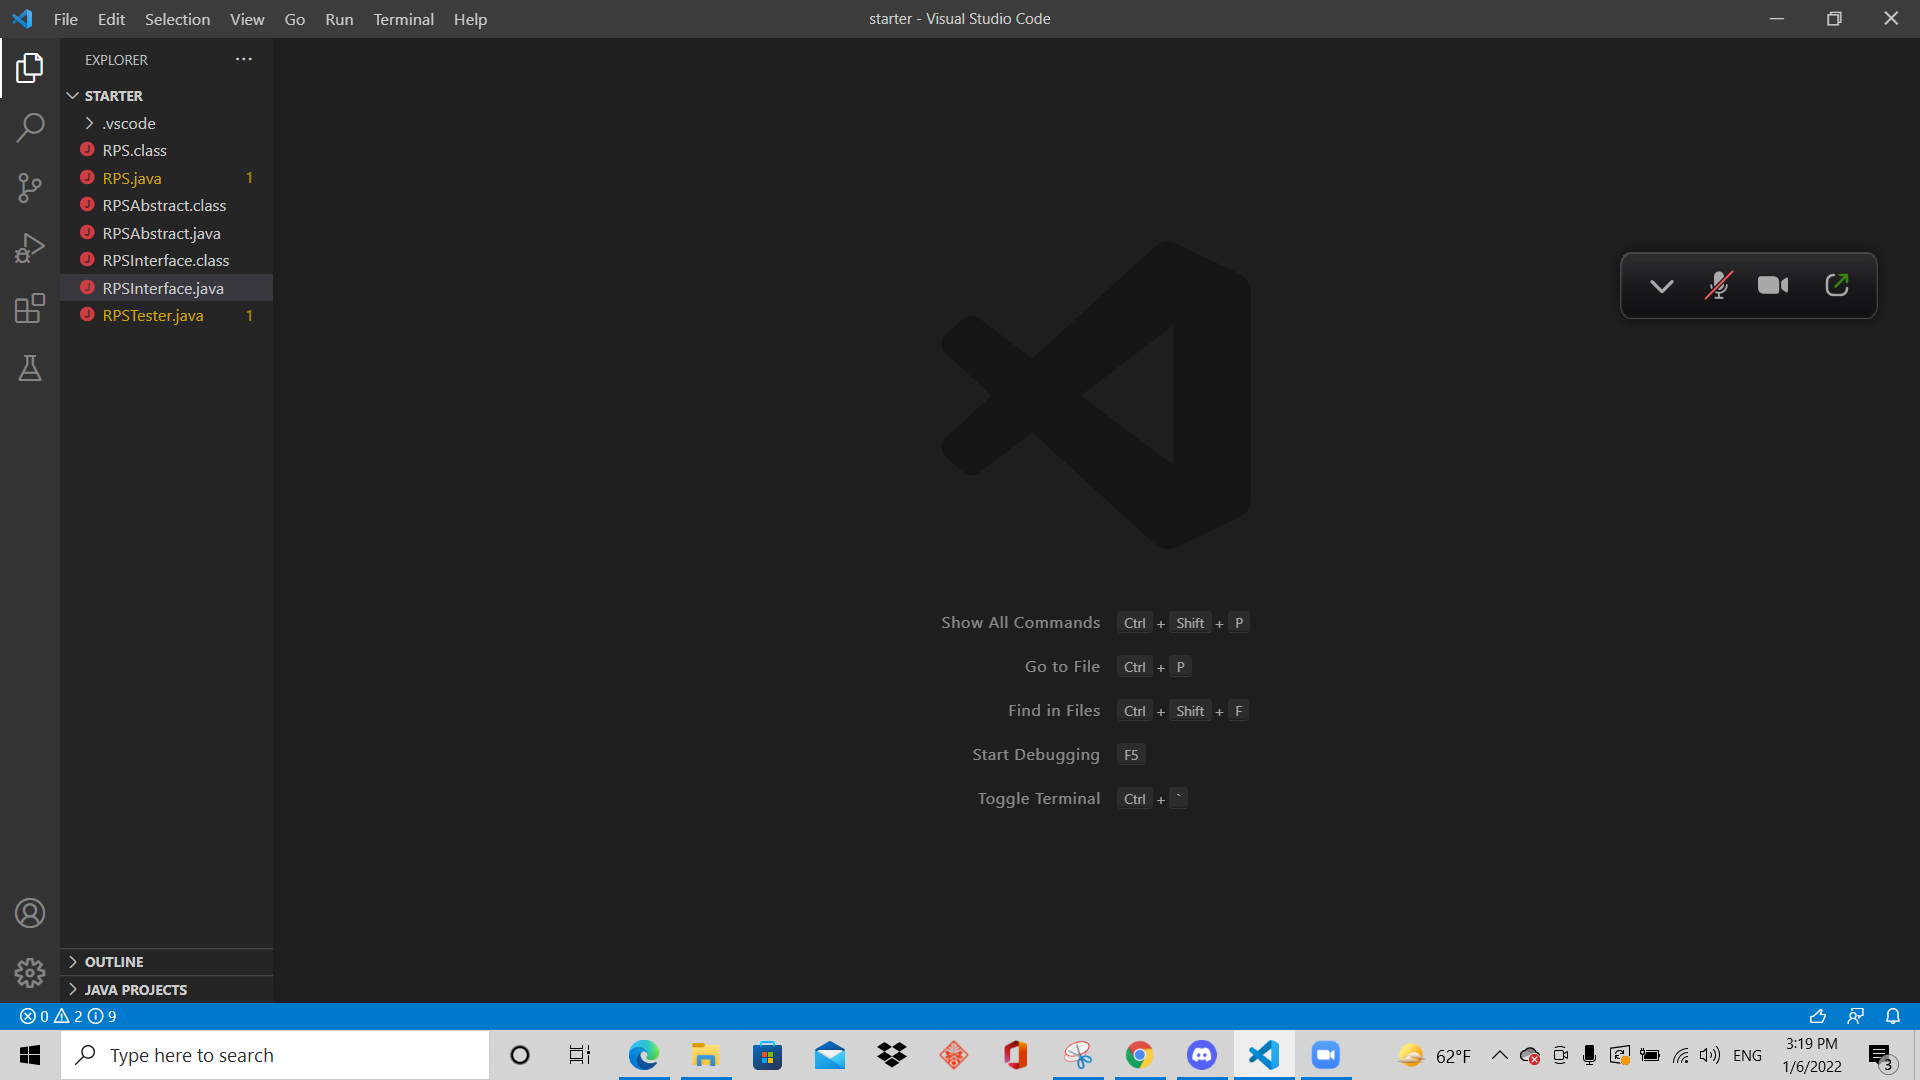 File Edit Selection View Go Run Terminal Help
starter - Visual Studio Code
EXPLORER
STARTER
.vscode
RPS.class
RPS.java 1
RPSAbstract.class
RPSAbstract.java
RPSInterface.class
RPSInterface.java
RPSTester.java 1
Show All Commands Ctrl + Shift + P
Go to File Ctrl + P
Find in Files Ctrl + Shift + F
Start Debugging F5
Toggle Terminal Ctrl + `
OUTLINE
JAVA PROJECTS
0 2 9
Type here to search
62°F
ENG
3:19 PM
1/6/2022
3